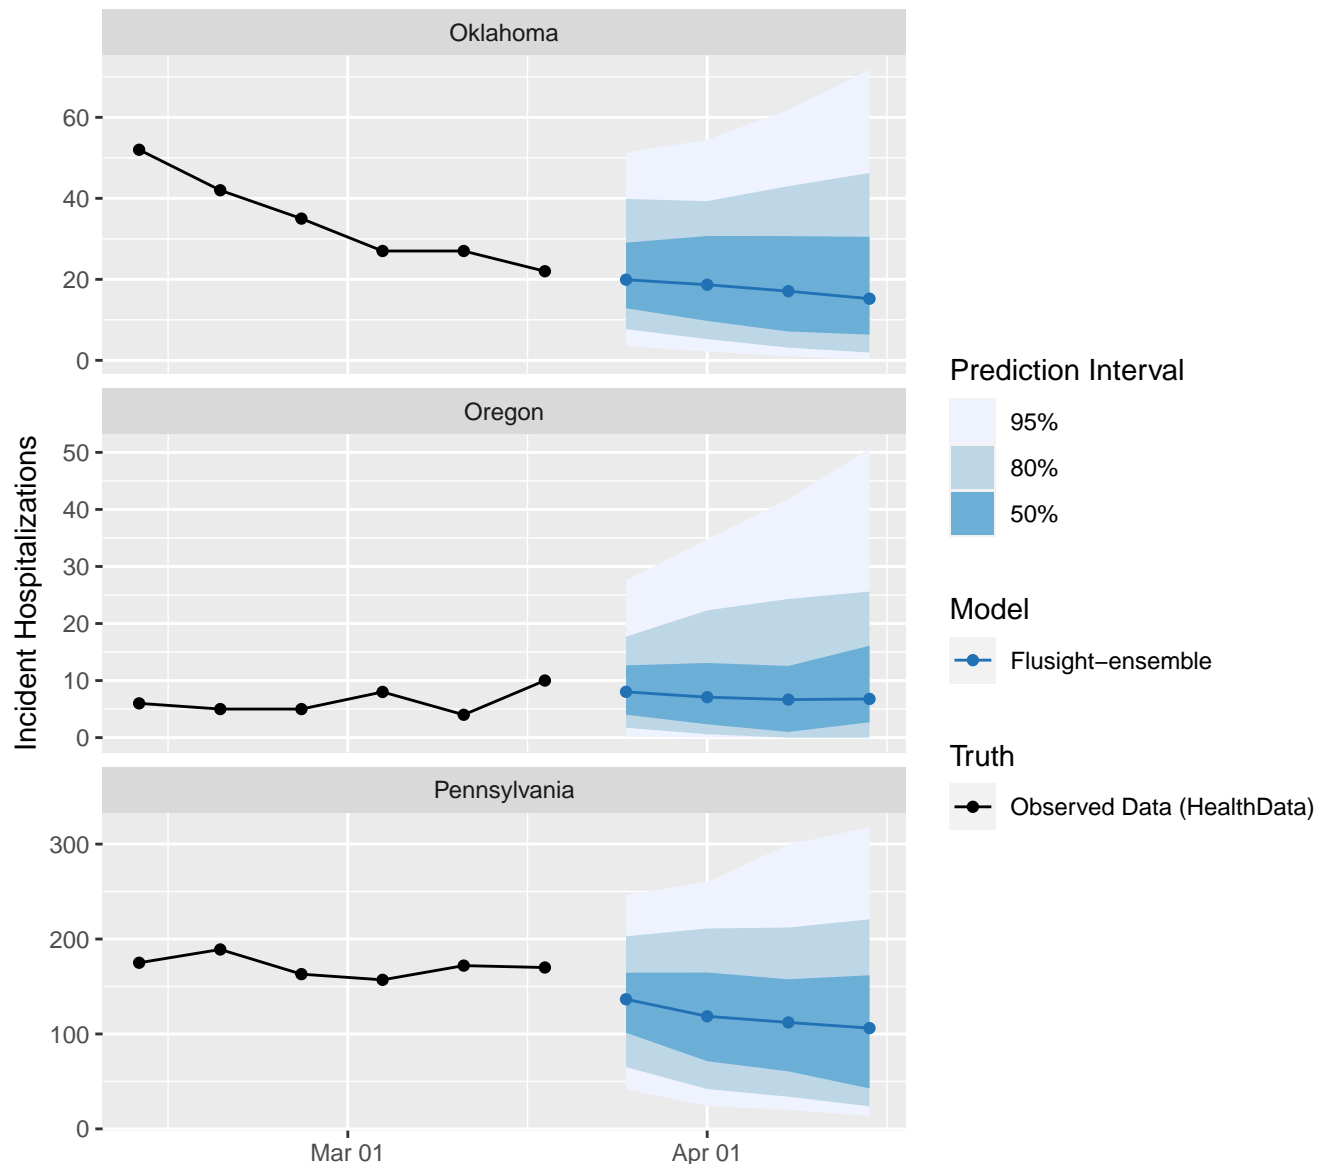 Oklahoma
60
40
20
0
Oregon
50
40
30
20
10
0
Pennsylvania
300
200
100
0
Mar 01
Apr 01
Incident Hospitalizations
Prediction Interval
95%
80%
50%
Model
Flusight−ensemble
Truth
Observed Data (HealthData)